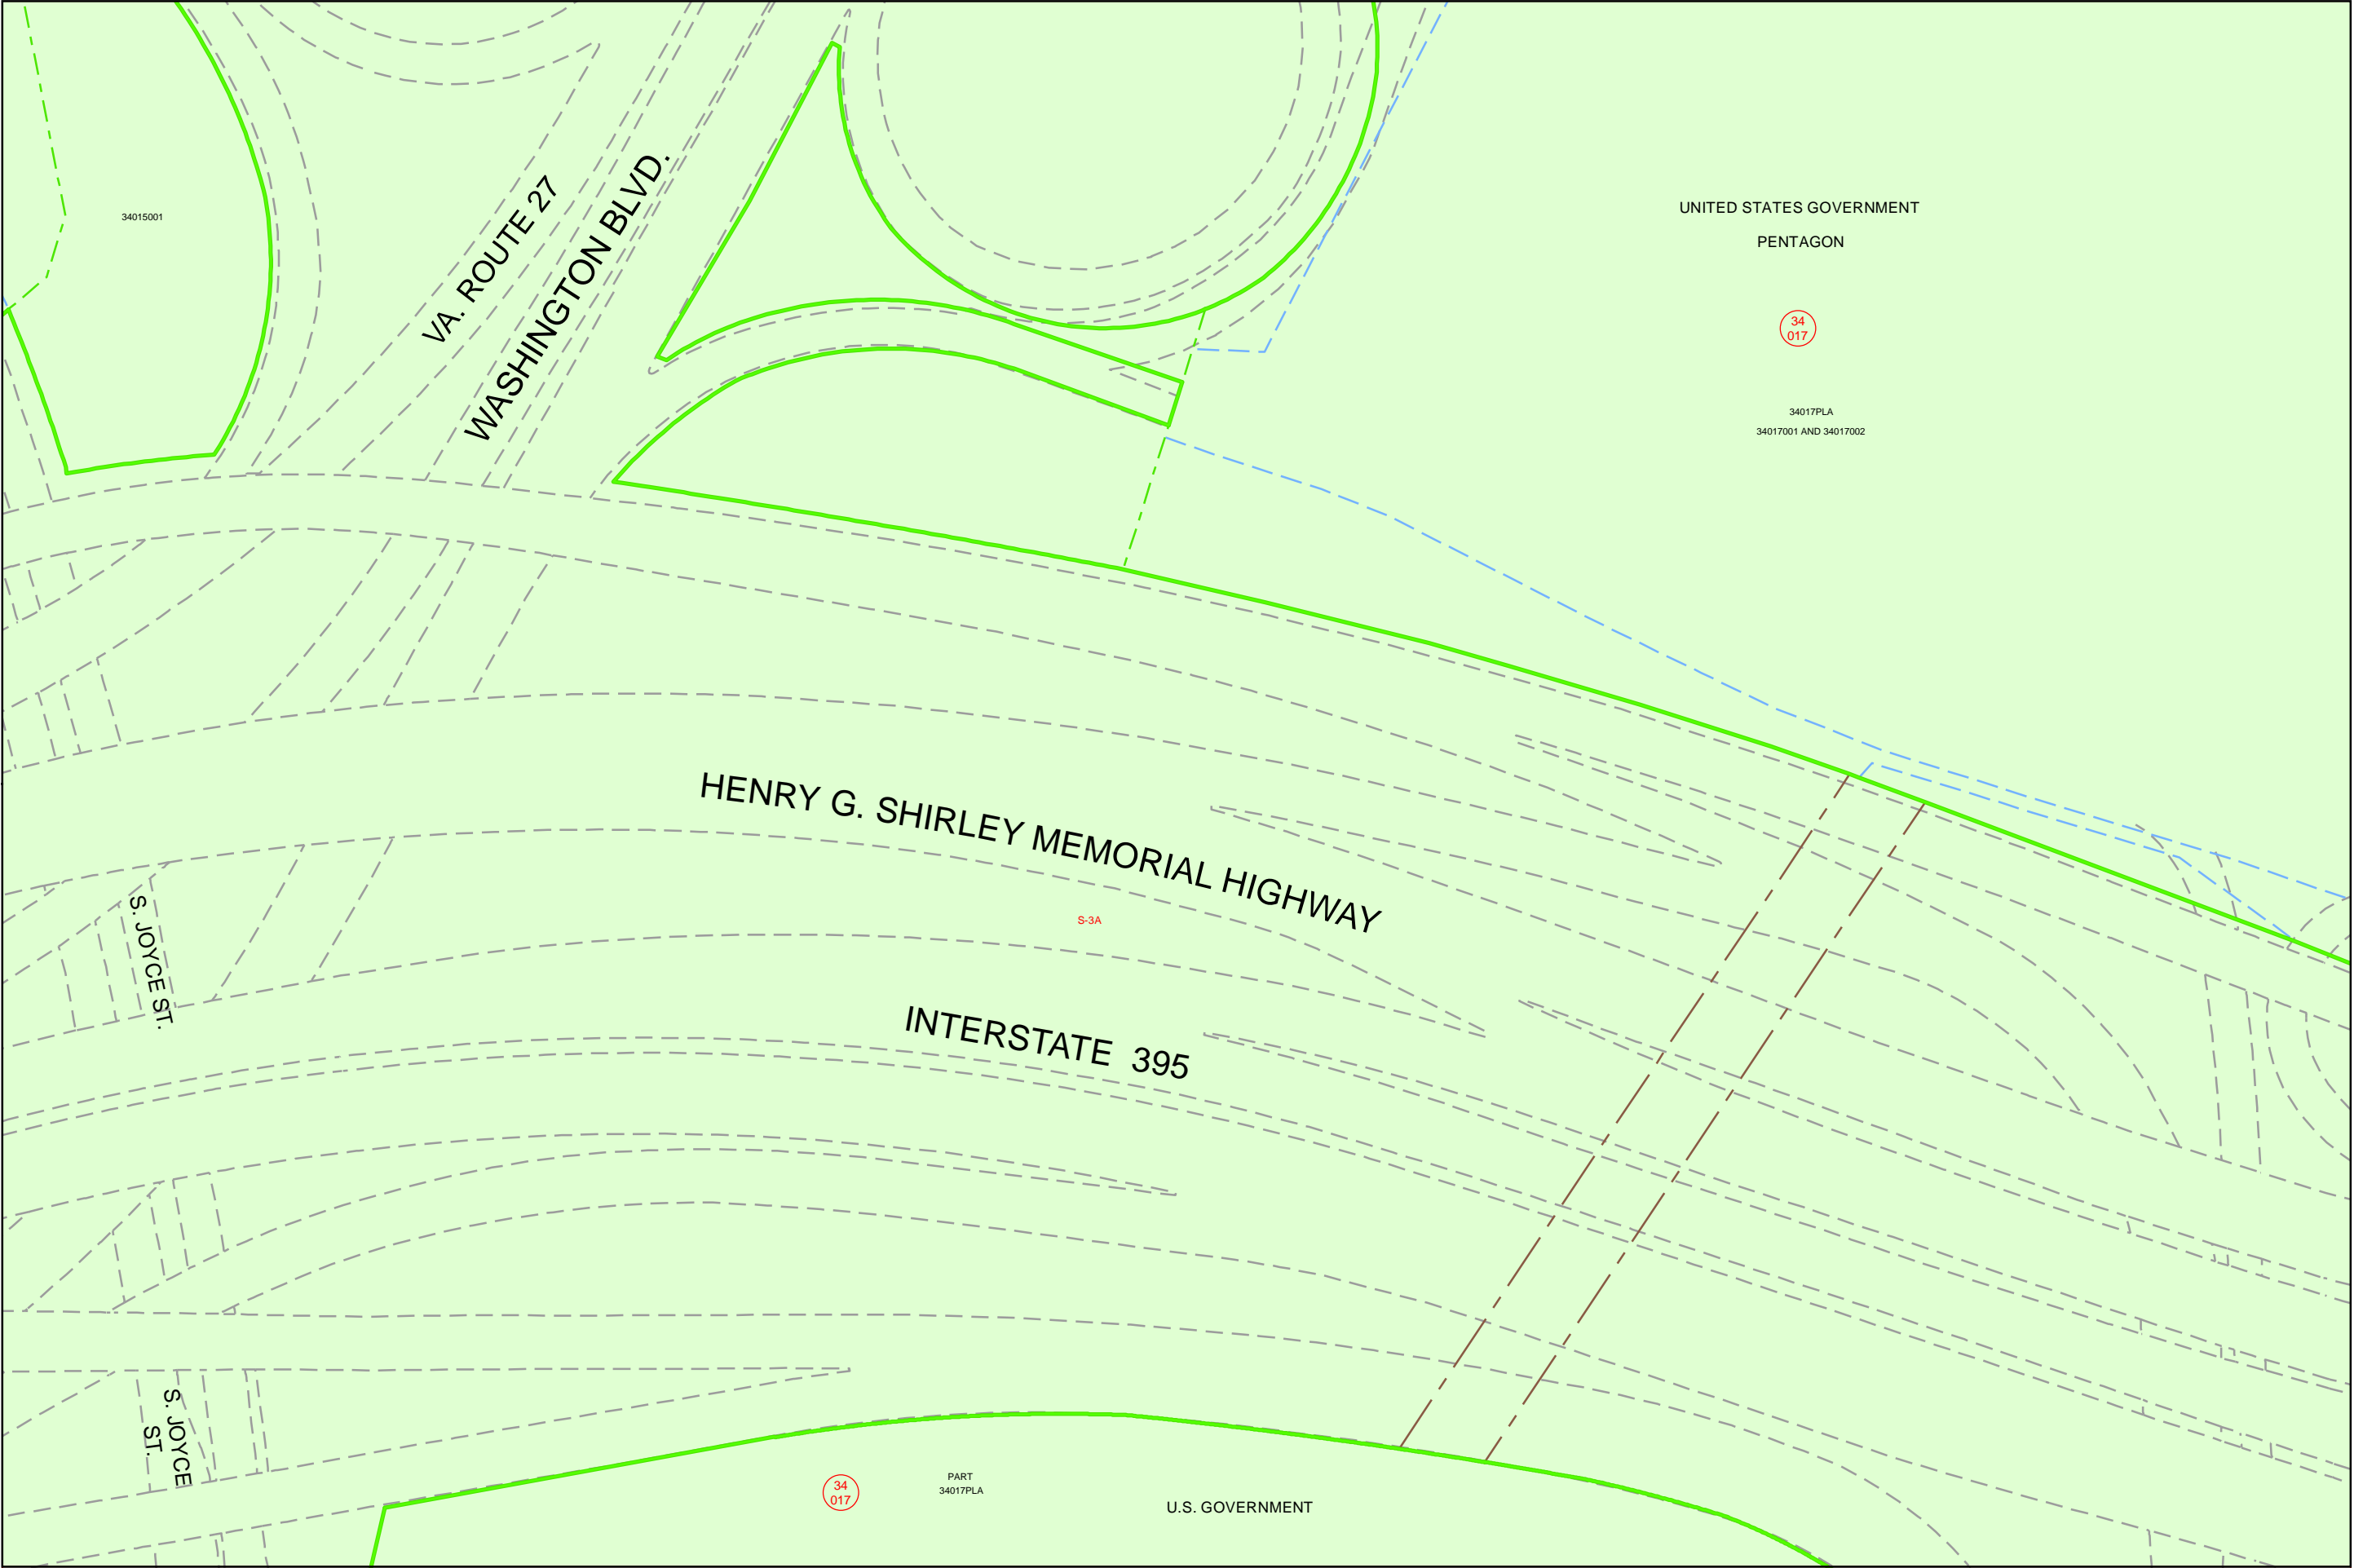 UNITED STATES GOVERNMENT
PENTAGON
34015001
VA. ROUTE 27
WASHINGTON BLVD.
34
017
34017PLA
34017001 AND 34017002
HENRY G. SHIRLEY MEMORIAL HIGHWAY
S-3A
S. JOYCE ST.
INTERSTATE 395
S. JOYCE
ST.
34
017
PART
34017PLA
U.S. GOVERNMENT